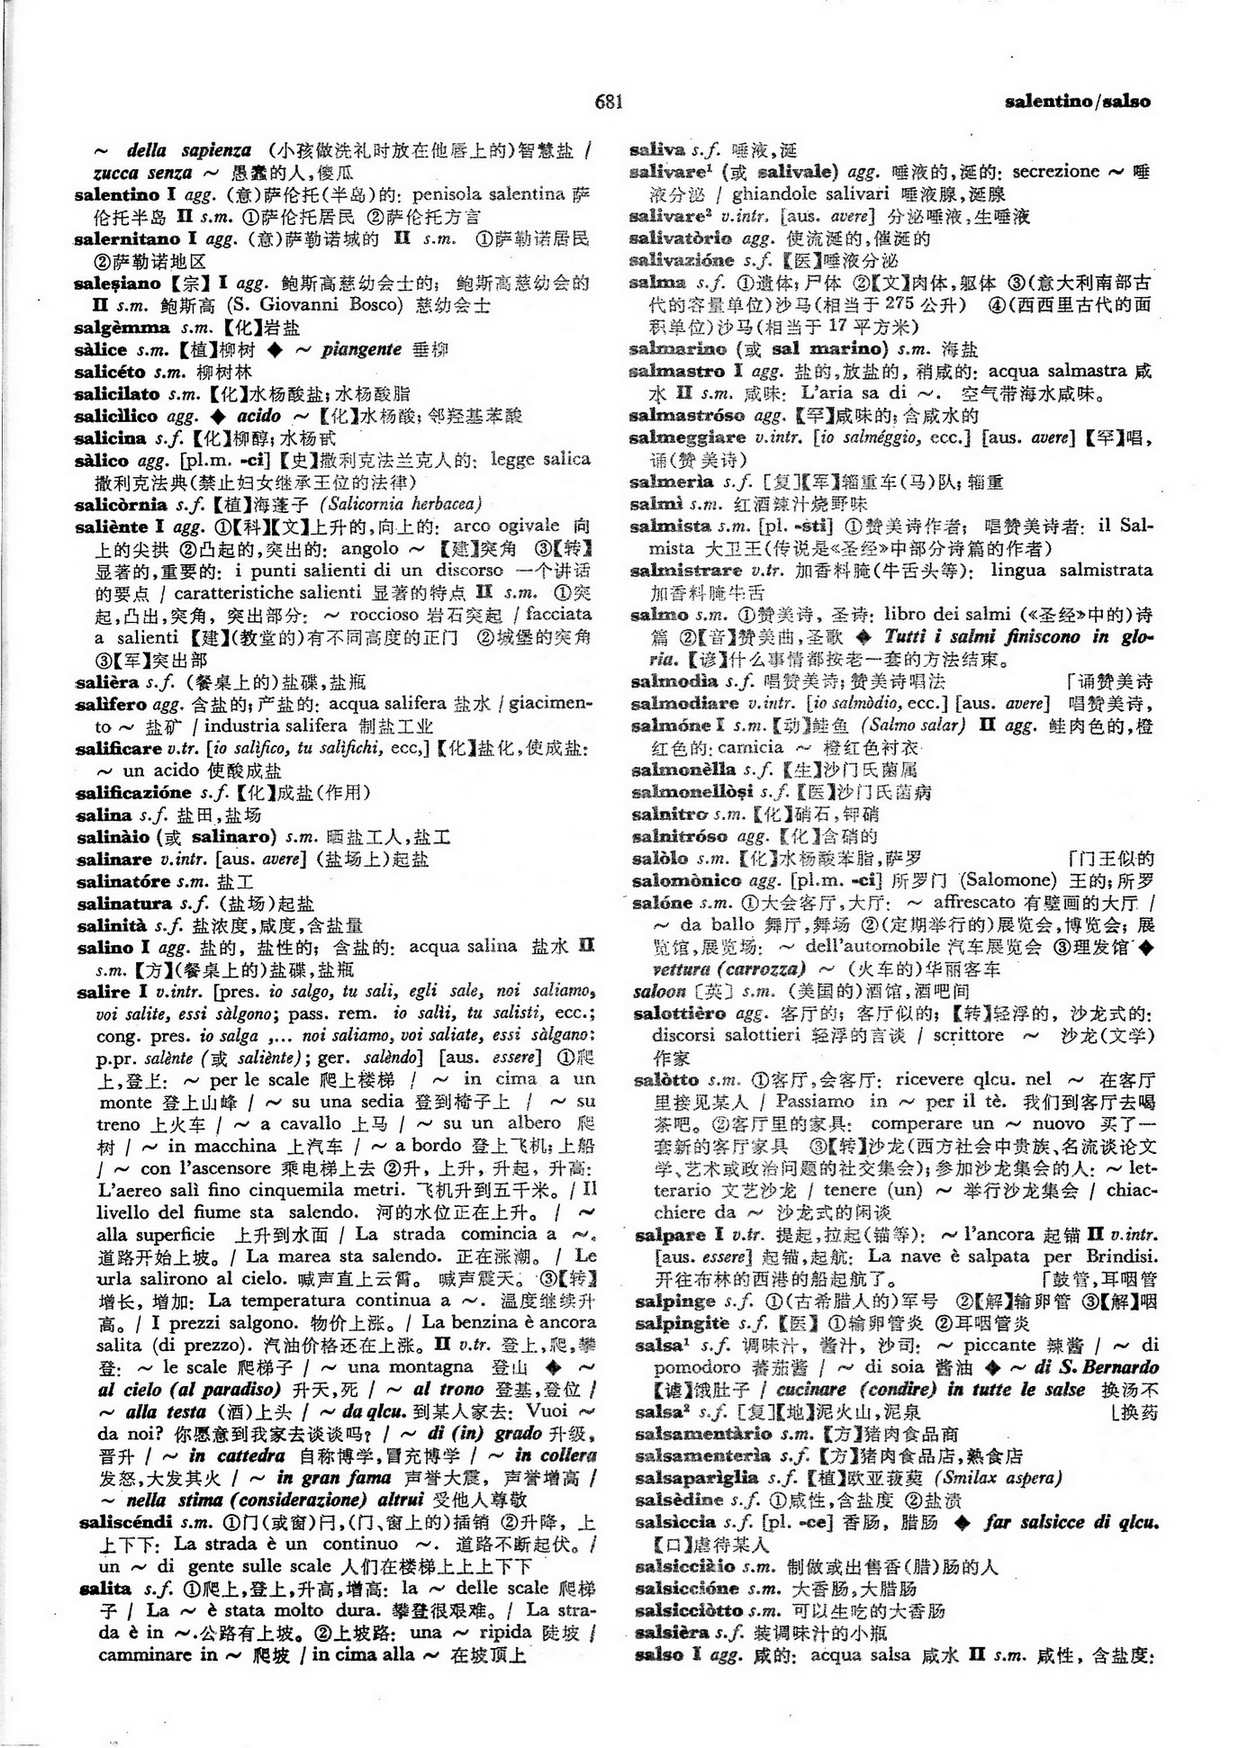 681
salentino/salso
~ della sapienza (小孩做洗礼时放在他唇上的)智慧盐 /
zucca senza ~ 愚蠢的人,傻瓜
salentino I agg. (意)萨伦托(半岛)的: penisola salentina 萨
伦托半岛 II s.m. ①萨伦托居民 ②萨伦托方言
salernitano I agg. (意)萨勒诺城的 II s.m. ①萨勒诺居民
②萨勒诺地区
saleṣiano【宗】I agg. 鲍斯高慈幼会士的; 鲍斯高慈幼会的
II s.m. 鲍斯高 (S. Giovanni Bosco) 慈幼会士
salgèmma s.m.【化】岩盐
sàlice s.m.【植】柳树 ◆ ~ piangente 垂柳
salicéto s.m. 柳树林
salicilato s.m.【化】水杨酸盐;水杨酸脂
salicìlico agg. ◆ acido ~【化】水杨酸; 邻羟基苯酸
salicina s.f.【化】柳醇;水杨甙
sàlico agg. [pl.m. -ci]【史】撒利克法兰克人的: legge salica
撒利克法典(禁止妇女继承王位的法律)
salicòrnia s.f.【植】海蓬子 (Salicornia herbacea)
saliènte I agg. ①【科】【文】上升的,向上的: arco ogivale 向
上的尖拱 ②凸起的,突出的: angolo ~ 【建】突角 ③【转】
显著的,重要的: i punti salienti di un discorso 一个讲话
的要点 / caratteristiche salienti 显著的特点 II s.m. ①突
起,凸出,突角, 突出部分: ~ roccioso 岩石突起 / facciata
a salienti 【建】(教堂的)有不同高度的正门 ②城堡的突角
③【军】突出部
salièra s.f. (餐桌上的)盐碟,盐瓶
salìfero agg. 含盐的;产盐的: acqua salifera 盐水 / giacimen-
to ~ 盐矿 / industria salifera 制盐工业
salificare v.tr. [io salìfico, tu salìfichi, ecc,]【化】盐化,使成盐:
~ un acido 使酸成盐
salificazióne s.f.【化】成盐(作用)
salina s.f. 盐田,盐场
salinàio (或 salinaro) s.m. 晒盐工人,盐工
salinare v.intr. [aus. avere] (盐场上)起盐
salinatóre s.m. 盐工
salinatura s.f. (盐场)起盐
salinità s.f. 盐浓度,咸度,含盐量
salino I agg. 盐的, 盐性的; 含盐的: acqua salina 盐水 II
s.m.【方】(餐桌上的)盐碟,盐瓶
salire I v.intr. [pres. io salgo, tu sali, egli sale, noi saliamo,
voi salite, essi sàlgono; pass. rem. io salìi, tu salisti, ecc.;
cong. pres. io salga ,... noi saliamo, voi saliate, essi sàlgano:
p.pr. salènte (或 saliènte); ger. salèndo] [aus. essere] ①爬
上,登上: ~ per le scale 爬上楼梯 / ~ in cima a un
monte 登上山峰 / ~ su una sedia 登到椅子上 / ~ su
treno 上火车 / ~ a cavallo 上马 / ~ su un albero 爬
树 / ~ in macchina 上汽车 / ~ a bordo 登上飞机;上船
/ ~ con l'ascensore 乘电梯上去 ②升, 上升, 升起, 升高:
L'aereo salì fino cinquemila metri. 飞机升到五千米。/ Il
livello del fiume sta salendo. 河的水位正在上升。 / ~
alla superficie 上升到水面 / La strada comincia a ~。
道路开始上坡。/ La marea sta salendo. 正在涨潮。/ Le
urla salirono al cielo. 喊声直上云霄。 喊声震天。 ③【转】
增长, 增加: La temperatura continua a ~. 温度继续升
高。/ I prezzi salgono. 物价上涨。/ La benzina è ancora
salita (di prezzo). 汽油价格还在上涨。II v.tr. 登上,爬,攀
登: ~ le scale 爬梯子 / ~ una montagna 登山 ◆ ~
al cielo (al paradiso) 升天,死 / ~ al trono 登基,登位 /
~ alla testa (酒)上头 / ~ da qlcu. 到某人家去: Vuoi ~
da noi? 你愿意到我家去谈谈吗? / ~ di (in) grado 升级,
晋升 / ~ in cattedra 自称博学,冒充博学 / ~ in collera
发怒,大发其火 / ~ in gran fama 声誉大震, 声誉增高 /
~ nella stima (considerazione) altrui 受他人尊敬
saliscéndi s.m. ①门(或窗)闩,(门、窗上的)插销 ②升降, 上
上下下: La strada è un continuo ~. 道路不断起伏。/
un ~ di gente sulle scale 人们在楼梯上上上下下
salita s.f. ①爬上,登上,升高,增高: la ~ delle scale 爬梯
子 / La ~ è stata molto dura. 攀登很艰难。/ La stra-
da è in ~.公路有上坡。②上坡路: una ~ ripida 陡坡 /
camminare in ~ 爬坡 / in cima alla ~ 在坡顶上
saliva s.f. 唾液,涎
salivare¹ (或 salivale) agg. 唾液的,涎的: secrezione ~ 唾
液分泌 / ghiandole salivari 唾液腺,涎腺
salivare² v.intr. [aus. avere] 分泌唾液,生唾液
salivatòrio agg. 使流涎的,催涎的
salivazióne s.f.【医】唾液分泌
salma s.f. ①遗体;尸体 ②【文】肉体,躯体 ③(意大利南部古
代的容量单位)沙马(相当于 275 公升) ④(西西里古代的面
积单位)沙马(相当于 17 平方米)
salmarino (或 sal marino) s.m. 海盐
salmastro I agg. 盐的,放盐的, 稍咸的: acqua salmastra 咸
水 II s.m. 咸味: L'aria sa di ~. 空气带海水咸味。
salmastróso agg.【罕】咸味的;含咸水的
salmeggiare v.intr. [io salméggio, ecc.] [aus. avere]【罕】唱,
诵(赞美诗)
salmerìa s.f. [复]【军】辎重车(马)队;辎重
salmì s.m. 红酒辣汁烧野味
salmista s.m. [pl. -sti] ①赞美诗作者; 唱赞美诗者: il Sal-
mista 大卫王(传说是《圣经》中部分诗篇的作者)
salmistrare v.tr. 加香料腌(牛舌头等): lingua salmistrata
加香料腌牛舌
salmo s.m. ①赞美诗, 圣诗: libro dei salmi (《圣经》中的)诗
篇 ②【音】赞美曲,圣歌 ◆ Tutti i salmi finiscono in glo-
ria.【谚】什么事情都按老一套的方法结束。
salmodìa s.f. 唱赞美诗;赞美诗唱法 「诵赞美诗
salmodiare v.intr. [io salmòdio, ecc.] [aus. avere] 唱赞美诗,
salmóne I s.m.【动】鲑鱼 (Salmo salar) II agg. 鲑肉色的,橙
红色的: camicia ~ 橙红色衬衣
salmonèlla s.f.【生】沙门氏菌属
salmonellòṣi s.f.【医】沙门氏菌病
salnitro s.m.【化】硝石,钾硝
salnitróso agg.【化】含硝的
salòlo s.m.【化】水杨酸苯脂,萨罗 「门王似的
salomònico agg. [pl.m. -ci] 所罗门 (Salomone) 王的;所罗
salóne s.m. ①大会客厅,大厅: ~ affrescato 有壁画的大厅 /
~ da ballo 舞厅,舞场 ②(定期举行的)展览会,博览会; 展
览馆,展览场: ~ dell'automobile 汽车展览会 ③理发馆 ◆
vettura (carrozza) ~ (火车的)华丽客车
saloon [英] s.m. (美国的)酒馆,酒吧间
salottièro agg. 客厅的; 客厅似的; 【转】轻浮的, 沙龙式的:
discorsi salottieri 轻浮的言谈 / scrittore ~ 沙龙(文学)
作家
salòtto s.m. ①客厅,会客厅: ricevere qlcu. nel ~ 在客厅
里接见某人 / Passiamo in ~ per il tè. 我们到客厅去喝
茶吧。②客厅里的家具: comperare un ~ nuovo 买了一
套新的客厅家具 ③【转】沙龙(西方社会中贵族、名流谈论文
学、艺术或政治问题的社交集会);参加沙龙集会的人: ~ let-
terario 文艺沙龙 / tenere (un) ~ 举行沙龙集会 / chiac-
chiere da ~ 沙龙式的闲谈
salpare I v.tr. 提起,拉起(锚等): ~ l'ancora 起锚 II v.intr.
[aus. essere] 起锚,起航: La nave è salpata per Brindisi.
开往布林的西港的船起航了。 「鼓管,耳咽管
salpinge s.f. ①(古希腊人的)军号 ②【解】输卵管 ③【解】咽
salpingite s.f.【医】①输卵管炎 ②耳咽管炎
salsa¹ s.f. 调味汁, 酱汁, 沙司: ~ piccante 辣酱 / ~ di
pomodoro 蕃茄酱 / ~ di soia 酱油 ◆ ~ di S. Bernardo
【谑】饿肚子 / cucinare (condire) in tutte le salse 换汤不
salsa² s.f. [复]【地】泥火山,泥泉 ⌊换药
salsamentàrio s.m.【方】猪肉食品商
salsamenterìa s.f.【方】猪肉食品店,熟食店
salsaparìglia s.f.【植】欧亚菝葜 (Smilax aspera)
salsèdine s.f. ①咸性,含盐度 ②盐渍
salsìccia s.f. [pl. -ce] 香肠, 腊肠 ◆ far salsicce di qlcu.
【口】虐待某人
salsicciàio s.m. 制做或出售香(腊)肠的人
salsiccióne s.m. 大香肠,大腊肠
salsicciòtto s.m. 可以生吃的大香肠
salsièra s.f. 装调味汁的小瓶
salso I agg. 咸的: acqua salsa 咸水 II s.m. 咸性, 含盐度: